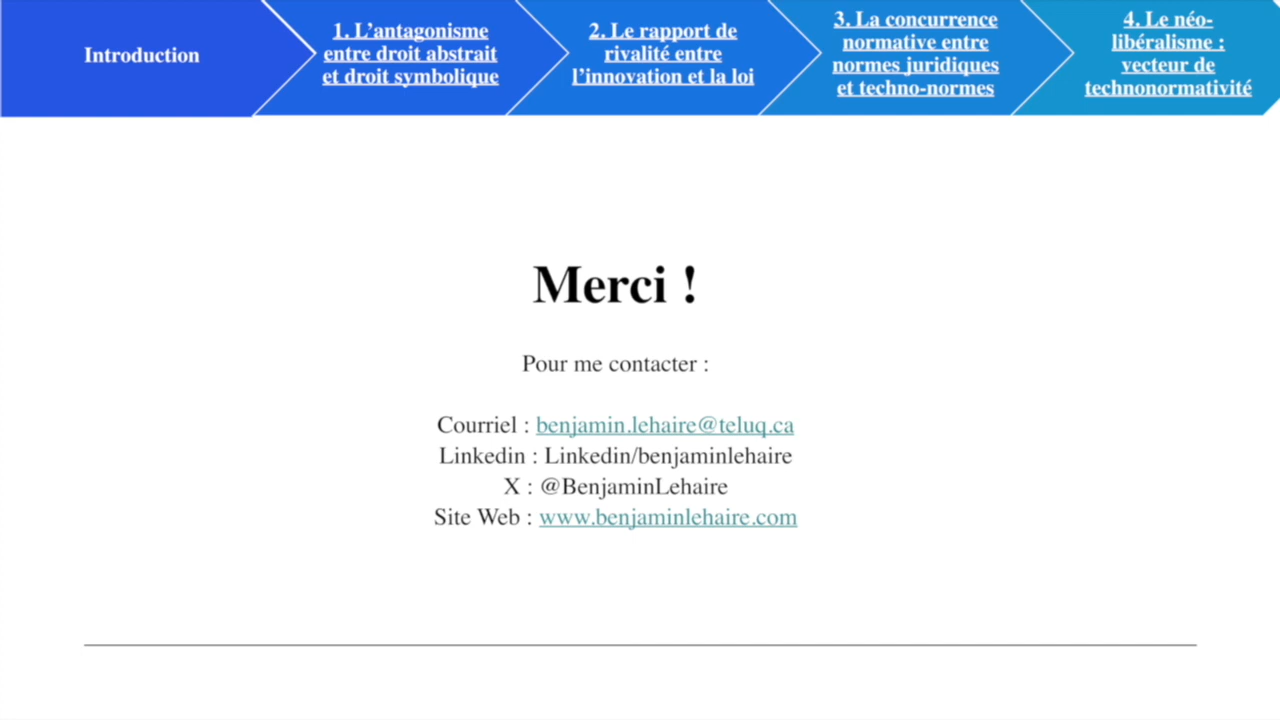 Introduction
1. L’antagonisme
entre droit abstrait
et droit symbolique
2. Le rapport de
rivalité entre
l’innovation et la loi
3. La concurrence
normative entre
normes juridiques
et techno-normes
4. Le néo-
libéralisme :
vecteur de
technonormativité
Merci !
Pour me contacter :
Courriel : benjamin.lehaire@teluq.ca
Linkedin : Linkedin/benjaminlehaire
X : @BenjaminLehaire
Site Web : www.benjaminlehaire.com